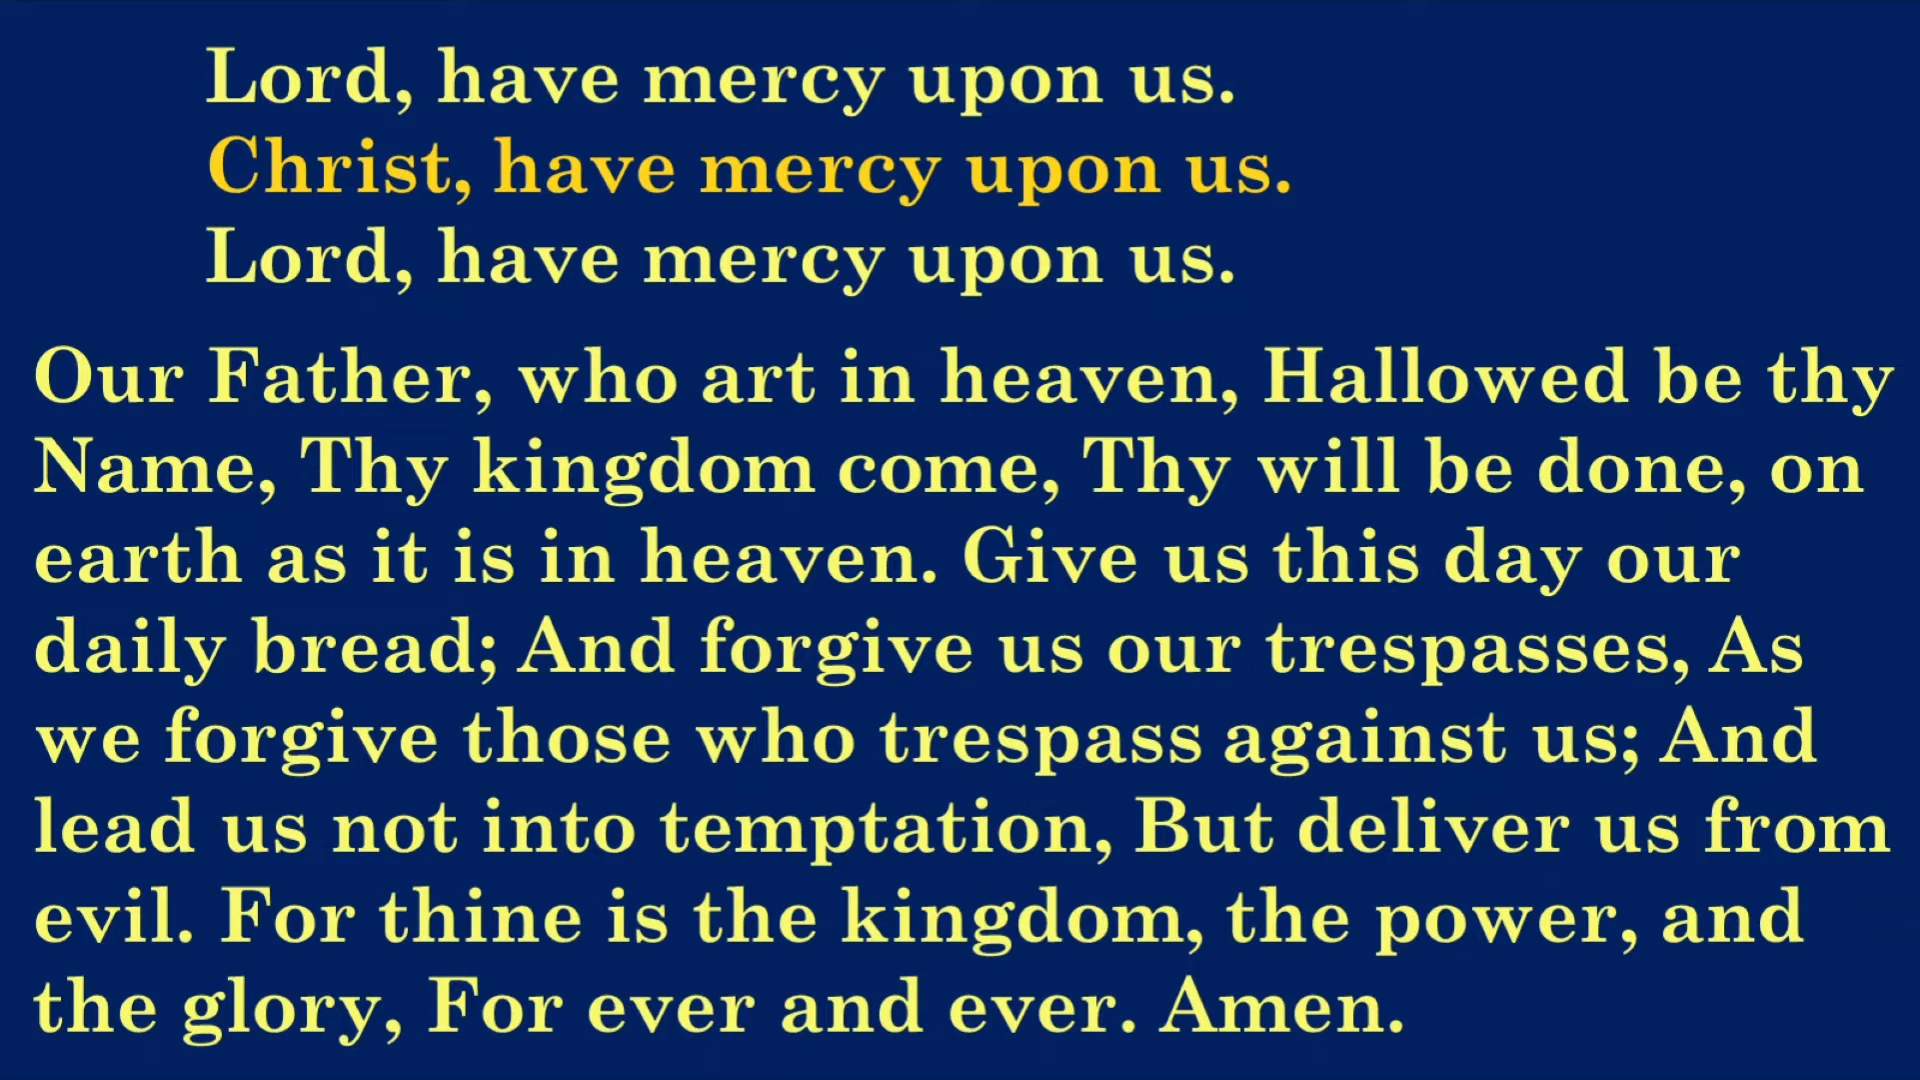 Lord, have mercy upon us.
Christ, have mercy upon us.
Lord, have mercy upon us.
Our Father, who art in heaven, Hallowed be thy
Name, Thy kingdom come, Thy will be done, on
earth as it is in heaven. Give us this day our
daily bread; And forgive us our trespasses, As
we forgive those who trespass against us; And
lead us not into temptation, But deliver us from
evil. For thine is the kingdom, the power, and
the glory, For ever and ever. Amen.